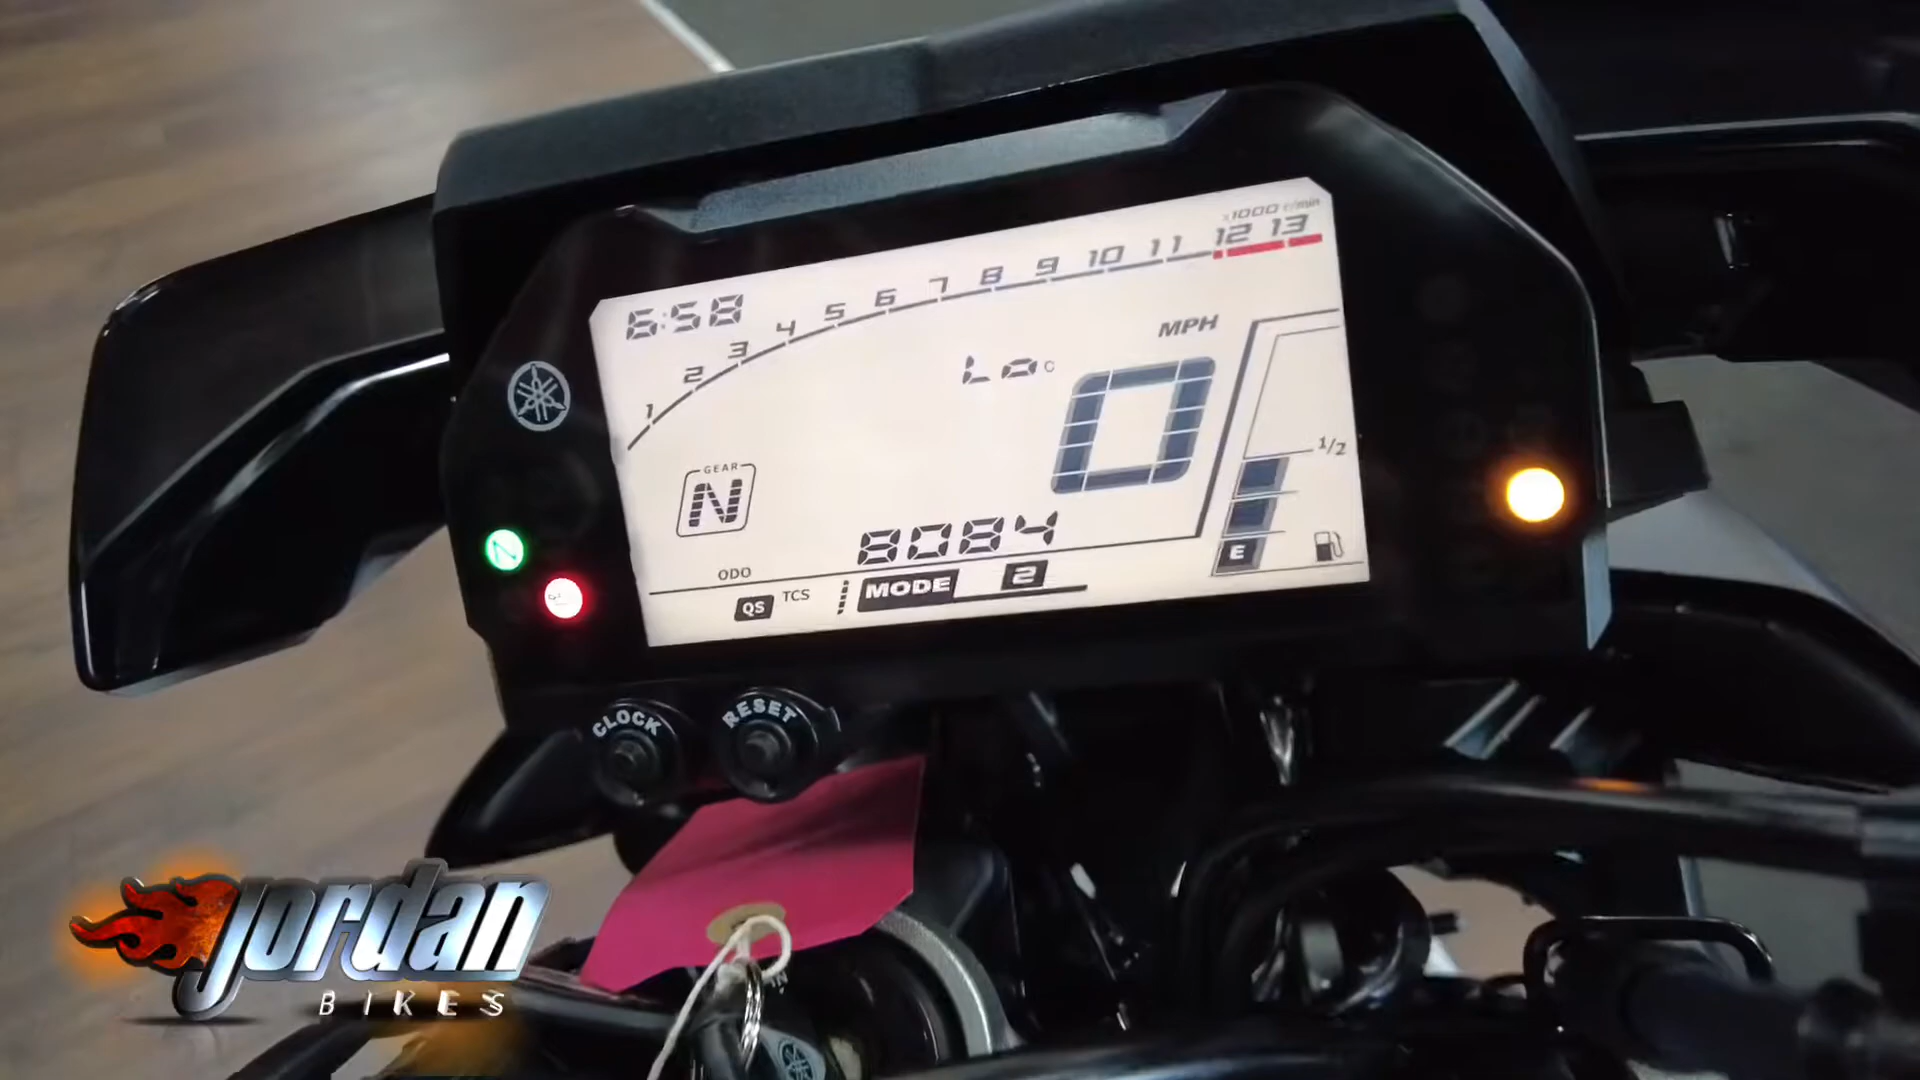 x1000 r/min
1 2 3 4 5 6 7 8 9 10 11 12 13
6:58
MPH
Lo C
0
1/2
GEAR
N
8084
E
ODO
QS TCS MODE 2
N
CLOCK RESET
jordan
BIKES